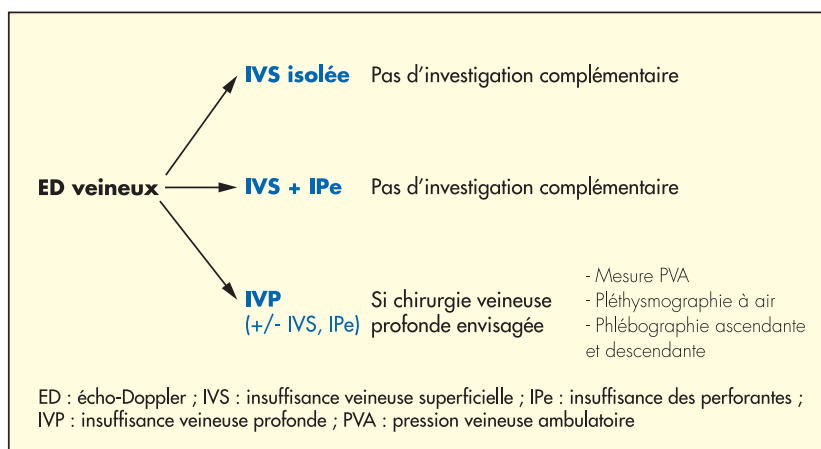 IVS isolée Pas d'investigation complémentaire
ED veineux IVS + IPe Pas d'investigation complémentaire
IVP Si chirurgie veineuse
(+/- IVS, IPe) profonde envisagée
- Mesure PVA
- Pléthysmographie à air
- Phlébographie ascendante
et descendante
ED : écho-Doppler ; IVS : insuffisance veineuse superficielle ; IPe : insuffisance des perforantes ;
IVP : insuffisance veineuse profonde ; PVA : pression veineuse ambulatoire